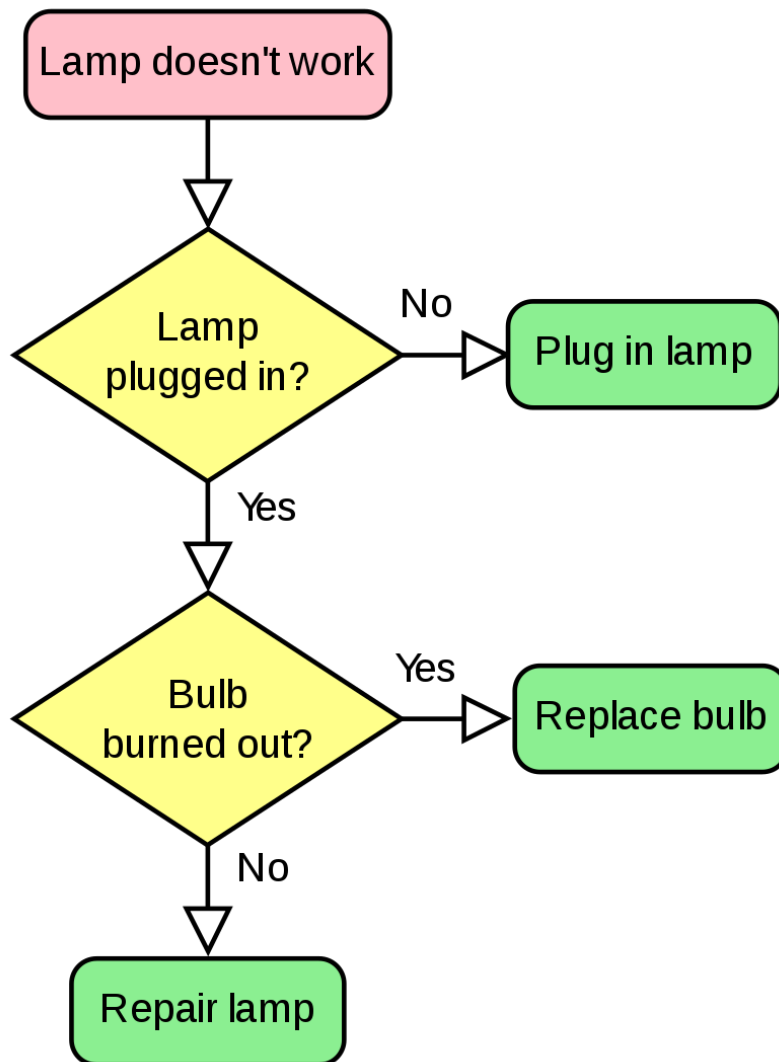 Lamp doesn't work
Lamp
plugged in?
No
Plug in lamp
Yes
Bulb
burned out?
Yes
Replace bulb
No
Repair lamp